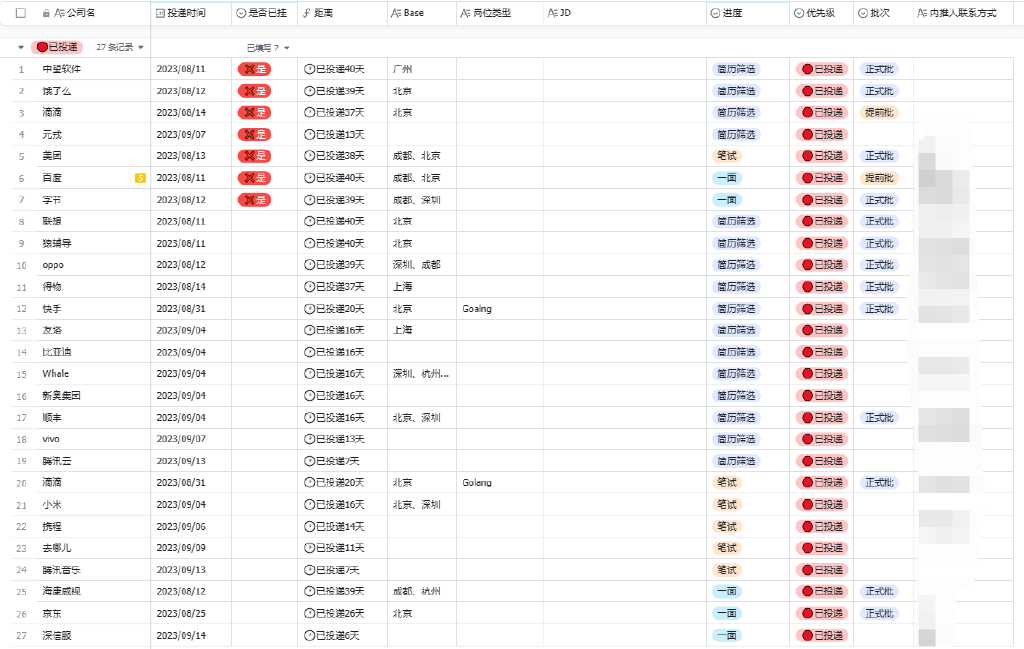 公司名 投递时间 是否已挂 距离 Base 岗位类型 JD 进度 优先级 批次 内推人联系方式
已投递 27 条记录 已填写 7
1 中望软件 2023/08/11 是 已投递40天 广州 简历筛选 已投递 正式批
2 饿了么 2023/08/12 是 已投递39天 北京 简历筛选 已投递 正式批
3 滴滴 2023/08/14 是 已投递37天 北京 简历筛选 已投递 提前批
4 元戎 2023/09/07 是 已投递13天 简历筛选 已投递
5 美团 2023/08/13 是 已投递38天 成都、北京 笔试 已投递 正式批
6 百度 5 2023/08/11 是 已投递40天 成都、北京 一面 已投递 提前批
7 字节 2023/08/12 是 已投递39天 成都、深圳 一面 已投递 正式批
8 联想 2023/08/11 已投递40天 北京 简历筛选 已投递 正式批
9 猿辅导 2023/08/11 已投递40天 北京 简历筛选 已投递 正式批
10 oppo 2023/08/12 已投递39天 深圳、成都 简历筛选 已投递 正式批
11 得物 2023/08/14 已投递37天 上海 简历筛选 已投递 正式批
12 快手 2023/08/31 已投递20天 北京 Goalng 简历筛选 已投递 正式批
13 友塔 2023/09/04 已投递16天 上海 简历筛选 已投递
14 比亚迪 2023/09/04 已投递16天 简历筛选 已投递
15 Whale 2023/09/04 已投递16天 深圳、杭州... 简历筛选 已投递
16 新奥集团 2023/09/04 已投递16天 简历筛选 已投递
17 顺丰 2023/09/04 已投递16天 北京、深圳 简历筛选 已投递 正式批
18 vivo 2023/09/07 已投递13天 简历筛选 已投递
19 腾讯云 2023/09/13 已投递7天 简历筛选 已投递
20 滴滴 2023/08/31 已投递20天 北京 Golang 笔试 已投递 正式批
21 小米 2023/09/04 已投递16天 北京、深圳 笔试 已投递
22 携程 2023/09/06 已投递14天 笔试 已投递
23 去哪儿 2023/09/09 已投递11天 笔试 已投递
24 腾讯音乐 2023/09/13 已投递7天 笔试 已投递
25 海康威视 2023/08/12 已投递39天 成都、杭州 一面 已投递 正式批
26 京东 2023/08/25 已投递26天 北京 一面 已投递 正式批
27 深信服 2023/09/14 已投递6天 一面 已投递